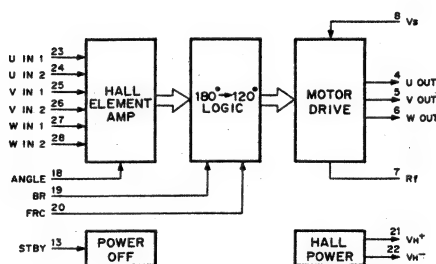 8 Vs
U IN 1 23
U IN 2 24
V IN 1 25
V IN 2 26
W IN 1 27
W IN 2 28
HALL
ELEMENT
AMP
180°→120°
LOGIC
MOTOR
DRIVE
4 U OUT
5 V OUT
6 W OUT
7 Rf
ANGLE 18
BR 19
FRC 20
STBY 13
POWER
OFF
HALL
POWER
21 VH+
22 VH-